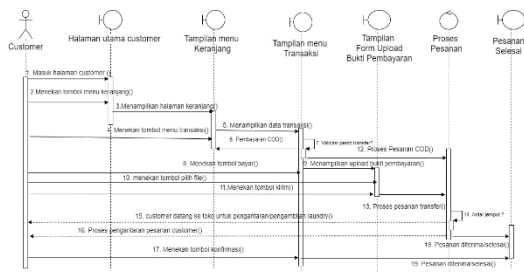 Customer
Halaman utama customer
Tampilan menu
Keranjang
Tampilan menu
Transaksi
Tampilan
Form Upload
Bukti Pembayaran
Proses
Pesanan
Pesanan
Selesai
1. Masuk halaman customer ()
2.Menekan tombol menu keranjang()
3.Menampilkan halaman keranjang()
4. Menekan tombol menu transaksi()
5. Menampilkan data transaksi()
6. Pembayaran COD()
7. Validasi transfer?
12. Proses Pesanan COD()
8. Menekan tombol bayar()
9. Menampilkan upload bukti pembayaran()
10. menekan tombol pilih file()
11.Menekan tombol kirim()
13. Proses pesanan transfer()
14. Antar jemput ?
15. customer datang ke toko untuk pengantaran/pengambilan laundry()
16. Proses pengantaran pesanan customer()
17. Menekan tombol konfirmasi()
18. Pesanan diterima/selesai()
19. Pesanan diterima/selesai()